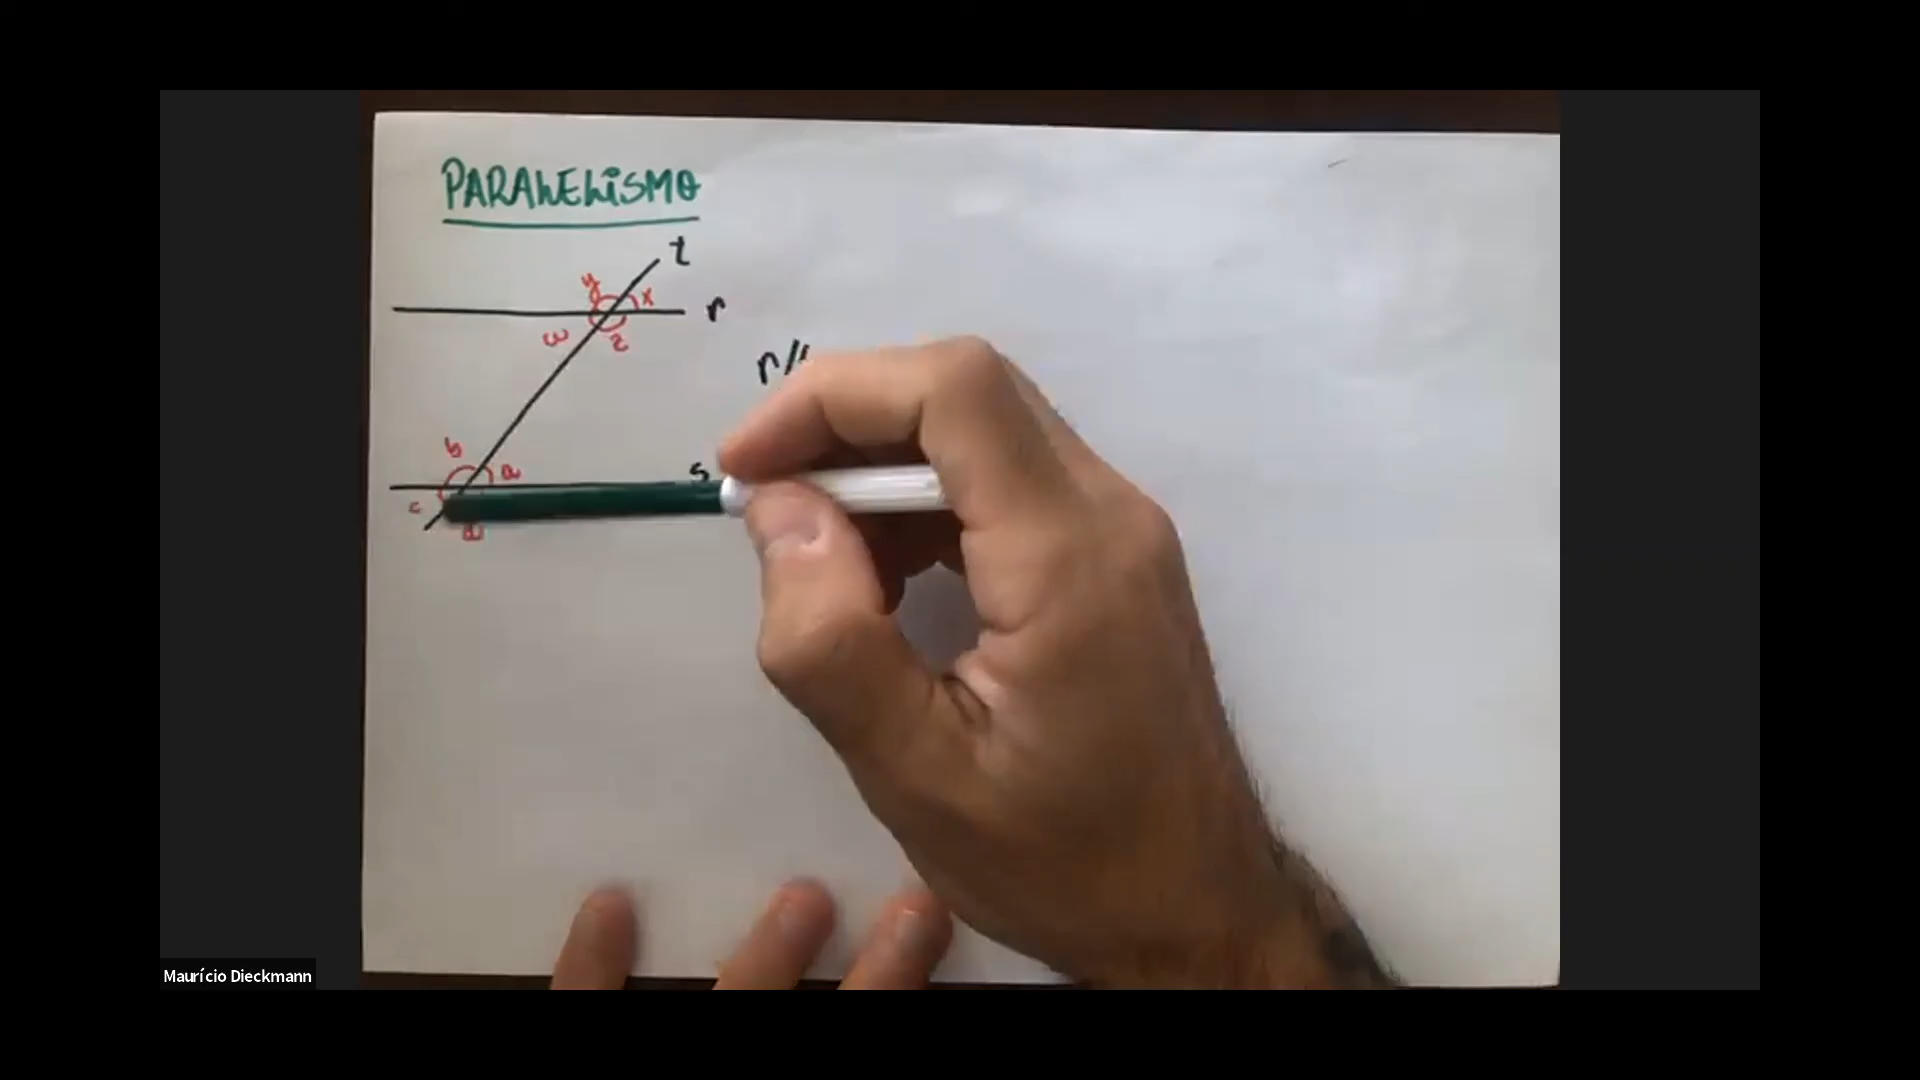 PARALELISMO
t
y x
r
w z
r//
b
a s
c
d
Maurício Dieckmann